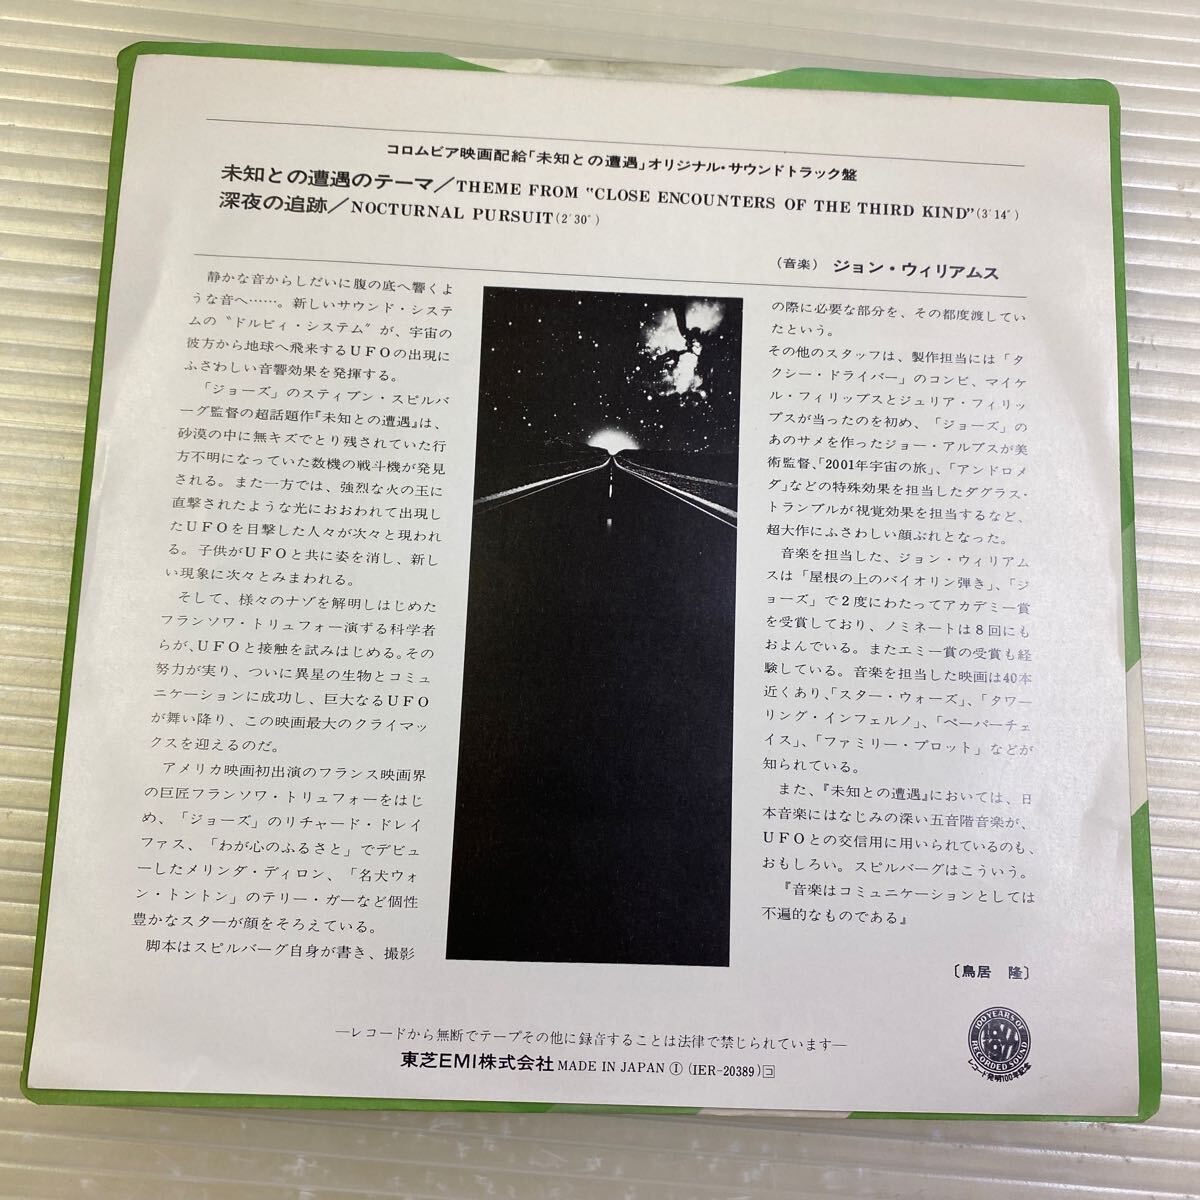 コロムビア映画配給「未知との遭遇」オリジナル・サウンドトラック盤
未知との遭遇のテーマ／THEME FROM “CLOSE ENCOUNTERS OF THE THIRD KIND”(3′14″)
深夜の追跡／NOCTURNAL PURSUIT(2′30″)
(音楽) ジョン・ウィリアムス
静かな音からしだいに腹の底へ響くよ
うな音へ……。新しいサウンド・システ
ムの〝ドルビィ・システム〟が、宇宙の
彼方から地球へ飛来するUFOの出現に
ふさわしい音響効果を発揮する。
「ジョーズ」のスティブン・スピルバ
ーグ監督の超話題作『未知との遭遇』は、
砂漠の中に無キズでとり残されていた行
方不明になっていた数機の戦斗機が発見
される。また一方では、強烈な火の玉に
直撃されたような光におおわれて出現し
たUFOを目撃した人々が次々と現われ
る。子供がUFOと共に姿を消し、新し
い現象に次々とみまわれる。
そして、様々のナゾを解明しはじめた
フランソワ・トリュフォー演ずる科学者
らが、UFOと接触を試みはじめる。その
努力が実り、ついに異星の生物とコミュ
ニケーションに成功し、巨大なるUFO
が舞い降り、この映画最大のクライマッ
クスを迎えるのだ。
アメリカ映画初出演のフランス映画界
の巨匠フランソワ・トリュフォーをはじ
め、「ジョーズ」のリチャード・ドレイ
ファス、「わが心のふるさと」でデビュ
ーしたメリンダ・ディロン、「名犬ウォ
ン・トントン」のテリー・ガーなど個性
豊かなスターが顔をそろえている。
脚本はスピルバーグ自身が書き、撮影
の際に必要な部分を、その都度渡してい
たという。
その他のスタッフは、製作担当には「タ
クシー・ドライバー」のコンビ、マイケ
ル・フィリップスとジュリア・フィリッ
プスが当ったのを初め、「ジョーズ」の
あのサメを作ったジョー・アルブスが美
術監督、「2001年宇宙の旅」、「アンドロメ
ダ」などの特殊効果を担当したダグラス・
トランブルが視覚効果を担当するなど、
超大作にふさわしい顔ぶれとなった。
音楽を担当した、ジョン・ウィリアム
スは「屋根の上のバイオリン弾き」、「ジ
ョーズ」で2度にわたってアカデミー賞
を受賞しており、ノミネートは8回にも
およんでいる。またエミー賞の受賞も経
験している。音楽を担当した映画は40本
近くあり、「スター・ウォーズ」、「タワー
リング・インフェルノ」、「ペーパーチェ
イス」、「ファミリー・プロット」などが
知られている。
また、『未知との遭遇』においては、日
本音楽にはなじみの深い五音階音楽が、
UFOとの交信用に用いられているのも、
おもしろい。スピルバーグはこういう。
『音楽はコミュニケーションとしては
不遍的なものである』
〔鳥居　隆〕
―レコードから無断でテープその他に録音することは法律で禁じられています―
東芝EMI株式会社 MADE IN JAPAN Ⓘ (IER-20389) コ
100 YEARS OF
RECORDED SOUND
レコード発明100年記念